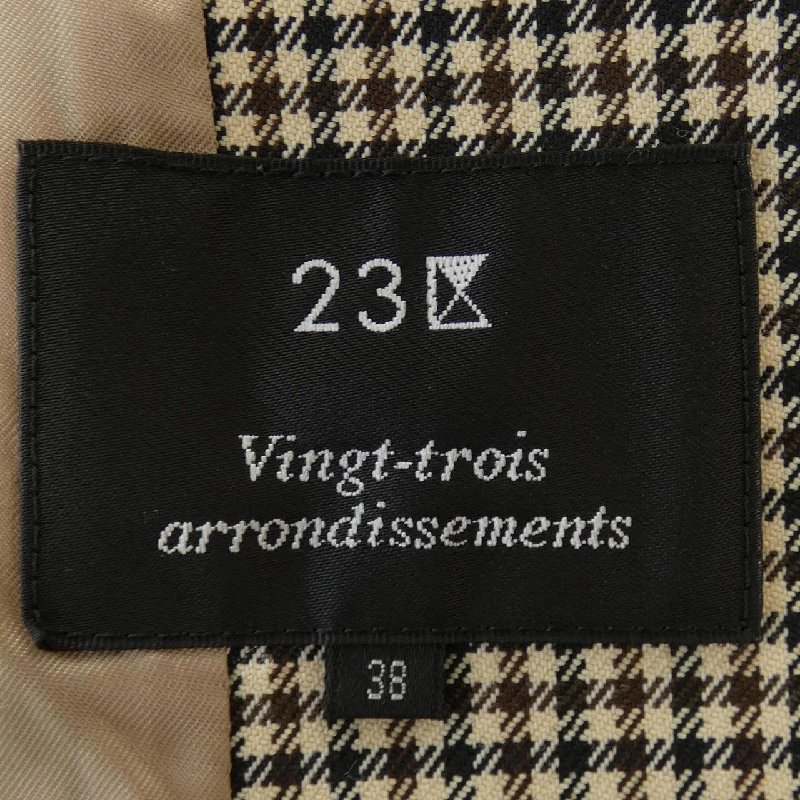 23区
Vingt-trois
arrondissements
38